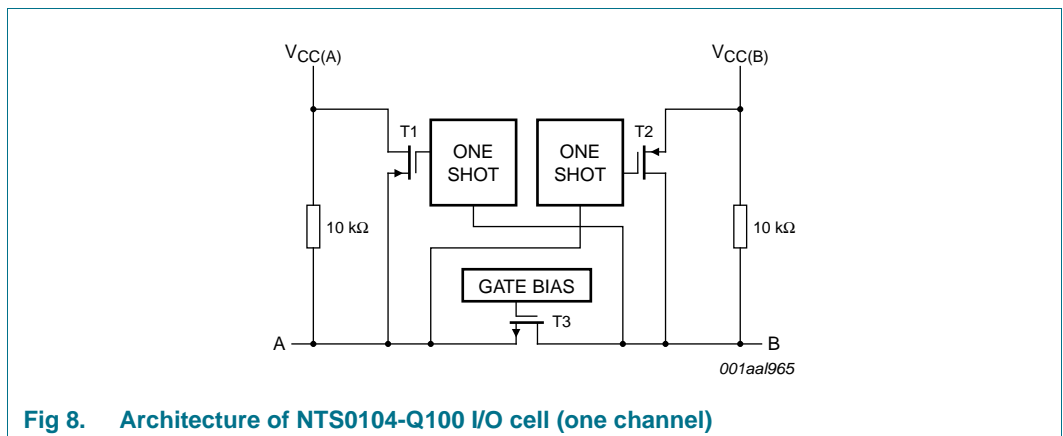 VCC(A)
VCC(B)
T1
ONE
SHOT
ONE
SHOT
T2
10 kΩ
10 kΩ
GATE BIAS
T3
A
B
001aal965
Fig 8. Architecture of NTS0104-Q100 I/O cell (one channel)